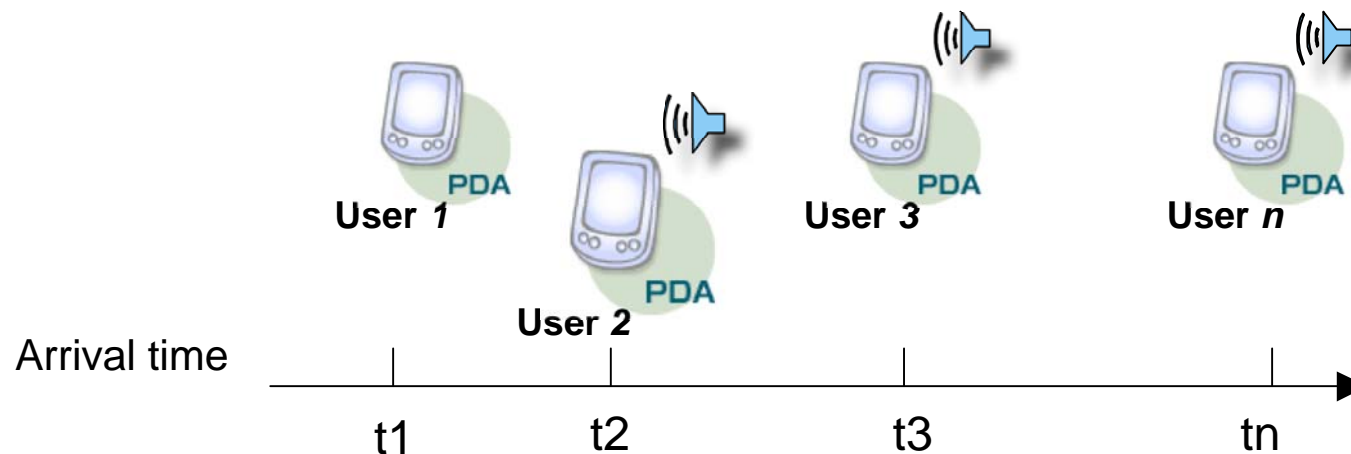 PDA
User 1
PDA
User 2
PDA
User 3
PDA
User n
Arrival time
t1
t2
t3
tn